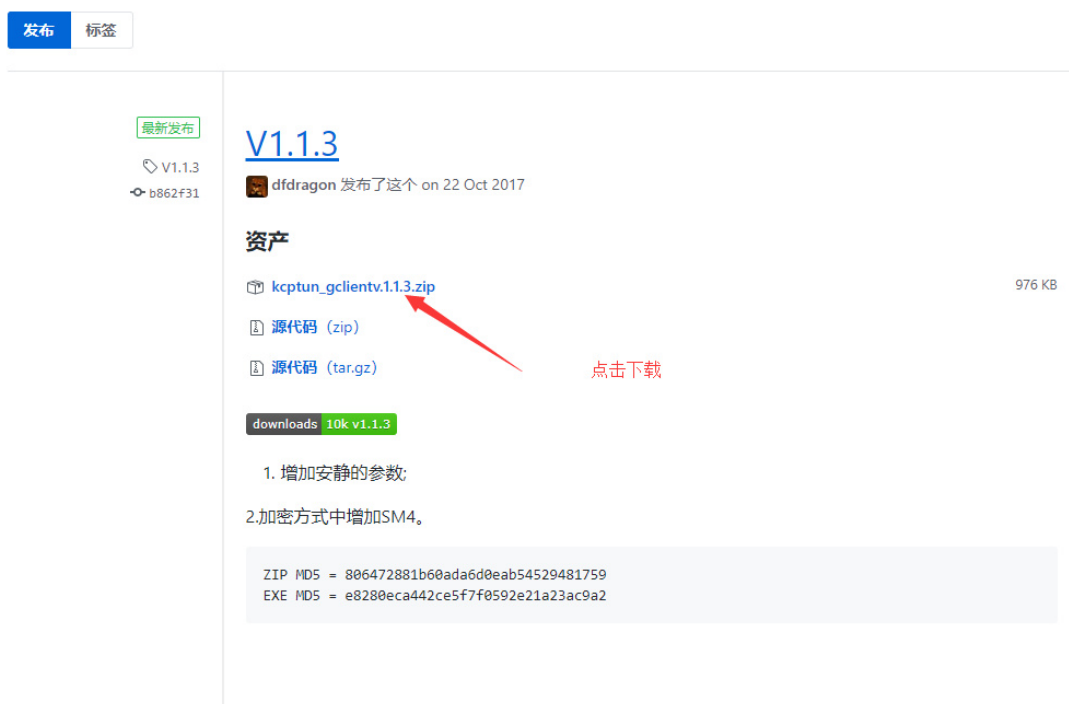 发布 标签
最新发布
V1.1.3
b862f31
V1.1.3
dfdragon 发布了这个 on 22 Oct 2017
资产
kcptun_gclientv.1.1.3.zip 976 KB
源代码 (zip)
源代码 (tar.gz)
点击下载
downloads 10k v1.1.3
1. 增加安静的参数;
2.加密方式中增加SM4。
ZIP MD5 = 806472881b60ada6d0eab54529481759
EXE MD5 = e8280eca442ce5f7f0592e21a23ac9a2